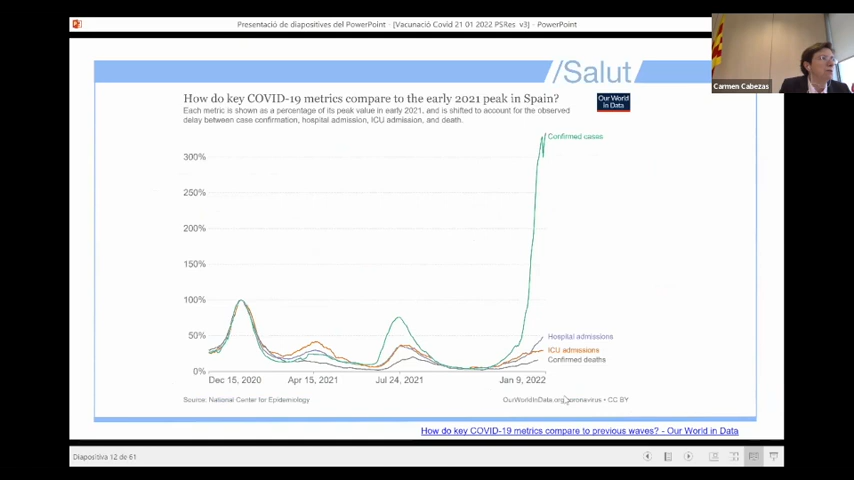 Presentació de diapositives del PowerPoint - [Vacunació Covid 21 01 2022 PSRes v3] - PowerPoint
/Salut
Carmen Cabezas
How do key COVID-19 metrics compare to the early 2021 peak in Spain?
Each metric is shown as a percentage of its peak value in early 2021, and is shifted to account for the observed
delay between case confirmation, hospital admission, ICU admission, and death.
Our World
in Data
Confirmed cases
300%
250%
200%
150%
100%
50%
0%
Hospital admissions
ICU admissions
Confirmed deaths
Dec 15, 2020
Apr 15, 2021
Jul 24, 2021
Jan 9, 2022
Source: National Center for Epidemiology
OurWorldInData.org/coronavirus • CC BY
How do key COVID-19 metrics compare to previous waves? - Our World in Data
Diapositiva 12 de 61